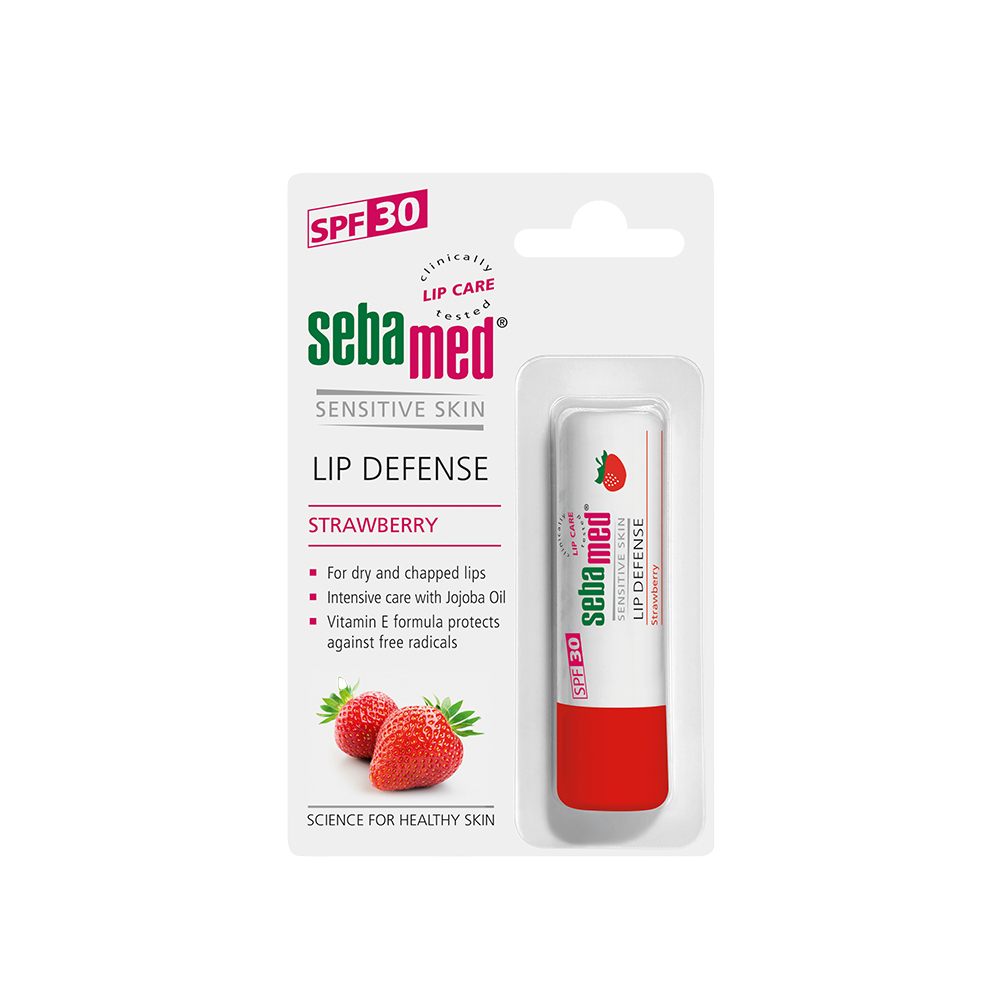 SPF 30
clinically
LIP CARE
tested
sebamed®
SENSITIVE SKIN
LIP DEFENSE
STRAWBERRY
For dry and chapped lips
Intensive care with Jojoba Oil
Vitamin E formula protects
against free radicals
SCIENCE FOR HEALTHY SKIN
SPF 30
clinically
LIP CARE
tested
sebamed®
SENSITIVE SKIN
LIP DEFENSE
Strawberry